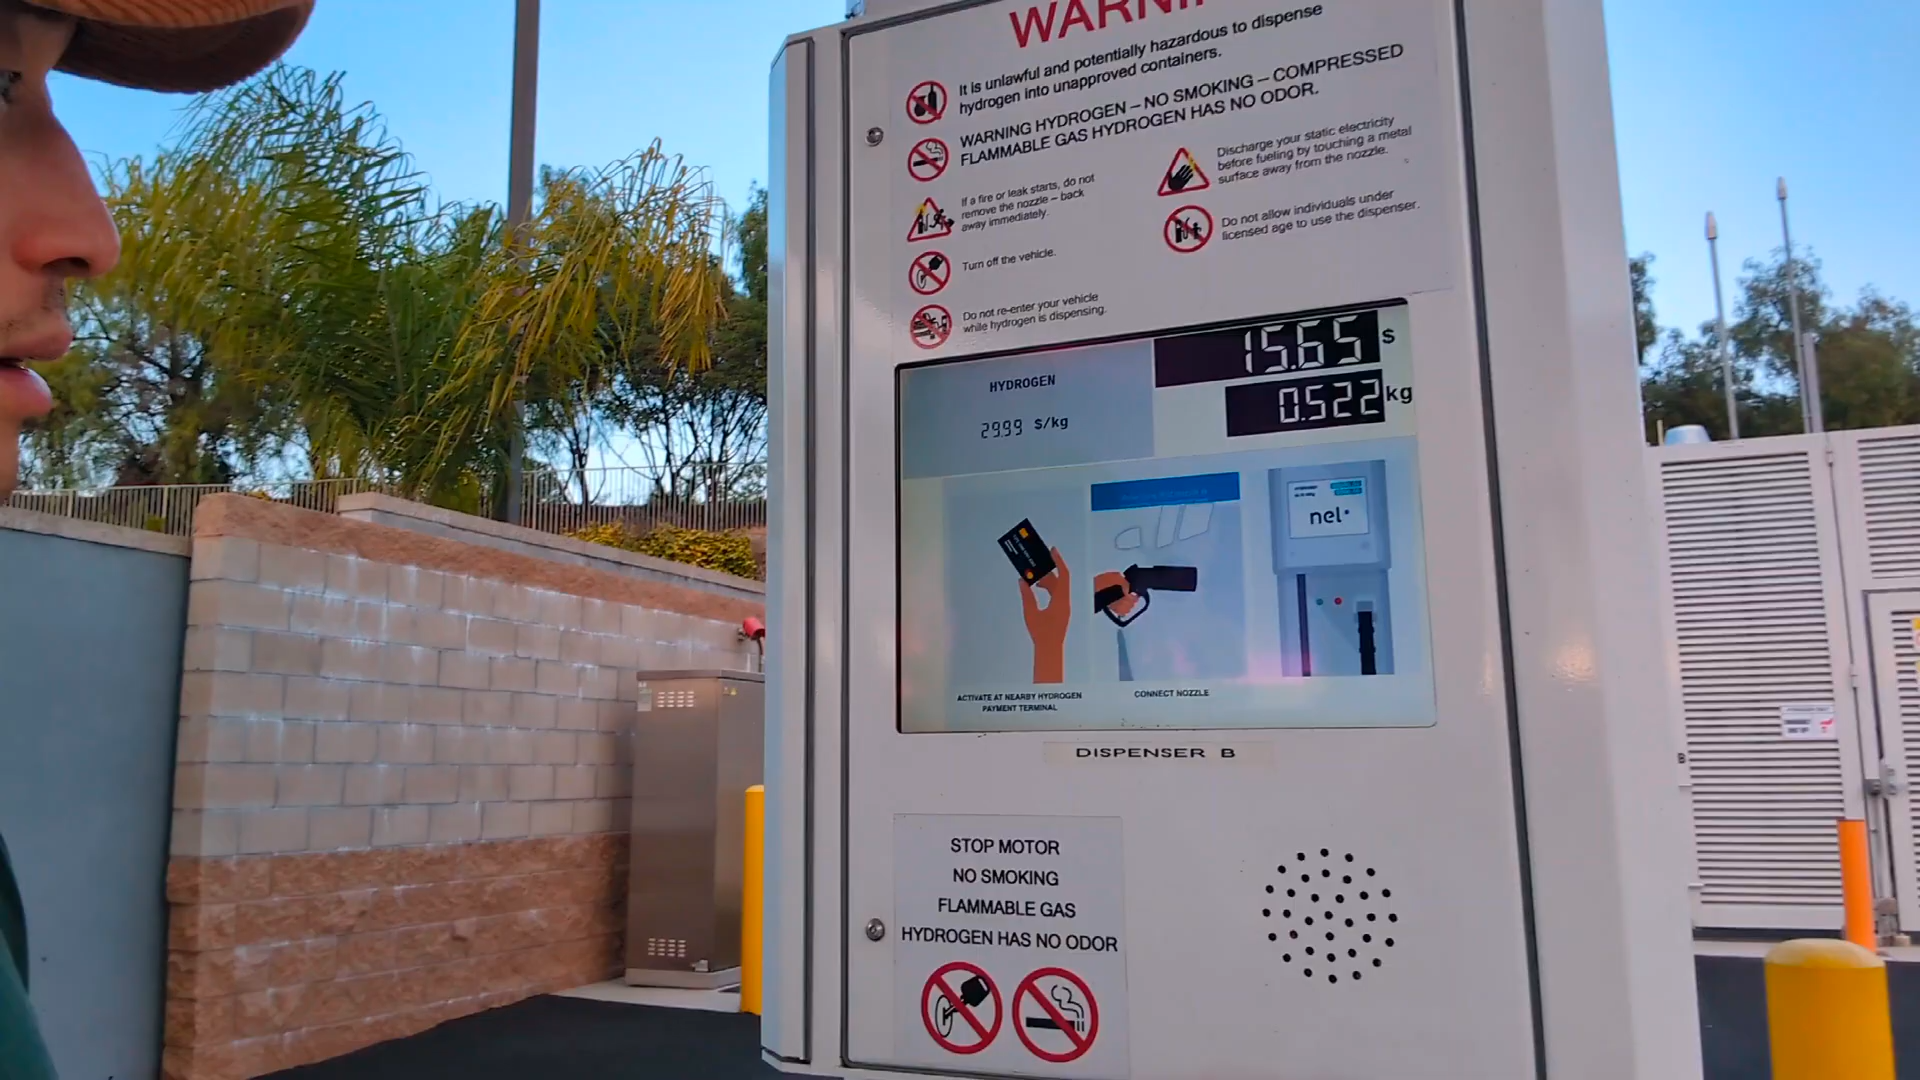 WARNI
It is unlawful and potentially hazardous to dispense
hydrogen into unapproved containers.
WARNING HYDROGEN – NO SMOKING – COMPRESSED
FLAMMABLE GAS HYDROGEN HAS NO ODOR.
If a fire or leak starts, do not
remove the nozzle – back
away immediately.
Discharge your static electricity
before fueling by touching a metal
surface away from the nozzle.
Turn off the vehicle.
Do not allow individuals under
licensed age to use the dispenser.
Do not re-enter your vehicle
while hydrogen is dispensing.
15.65 $
HYDROGEN
0.522 kg
29.99 $/kg
nel
ACTIVATE AT NEARBY HYDROGEN
PAYMENT TERMINAL
CONNECT NOZZLE
DISPENSER B
STOP MOTOR
NO SMOKING
FLAMMABLE GAS
HYDROGEN HAS NO ODOR
B